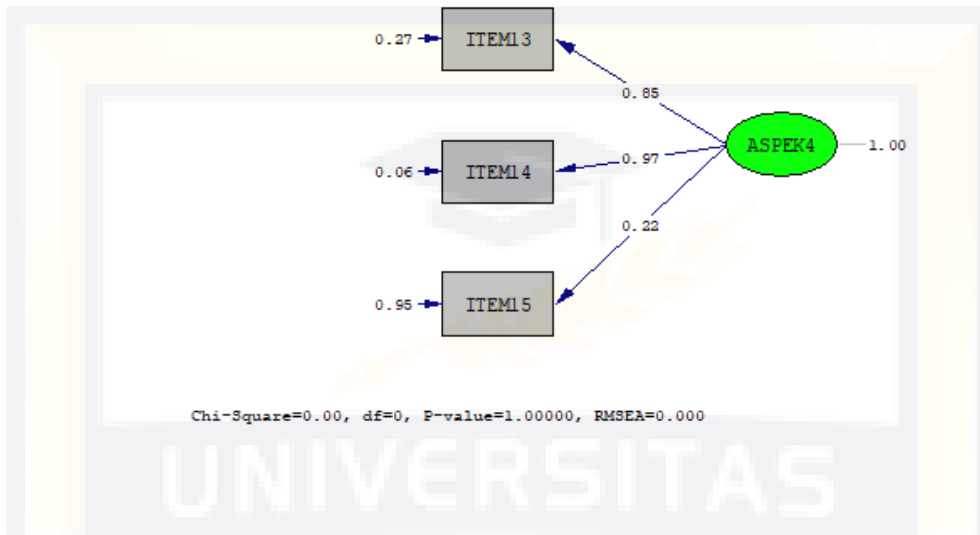 0.27 ITEM13
0.85
ASPEK4 1.00
0.06 ITEM14 0.97
0.22
0.95 ITEM15
Chi-Square=0.00, df=0, P-value=1.00000, RMSEA=0.000
UNIVERSITAS